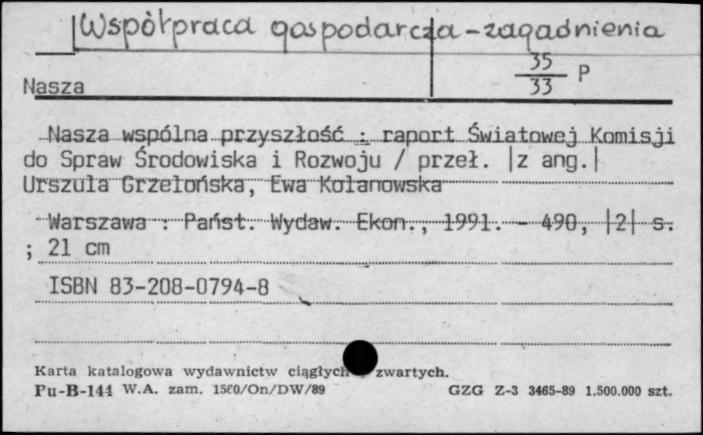 Współpraca gospodarcza - zagadnienia
35
33 P
Nasza
Nasza wspólna przyszłość : raport Światowej Komisji
do Spraw Środowiska i Rozwoju / przeł. |z ang.|
Urszula Grzelońska, Ewa Kolanowska
Warszawa : Państ. Wydaw. Ekon., 1991. - 490, |2| s.
; 21 cm
ISBN 83-208-0794-8
Karta katalogowa wydawnictw ciągłych zwartych.
Pu-B-144 W.A. zam. 1580/On/DW/89 GZG Z-3 3465-89 1.500.000 szt.